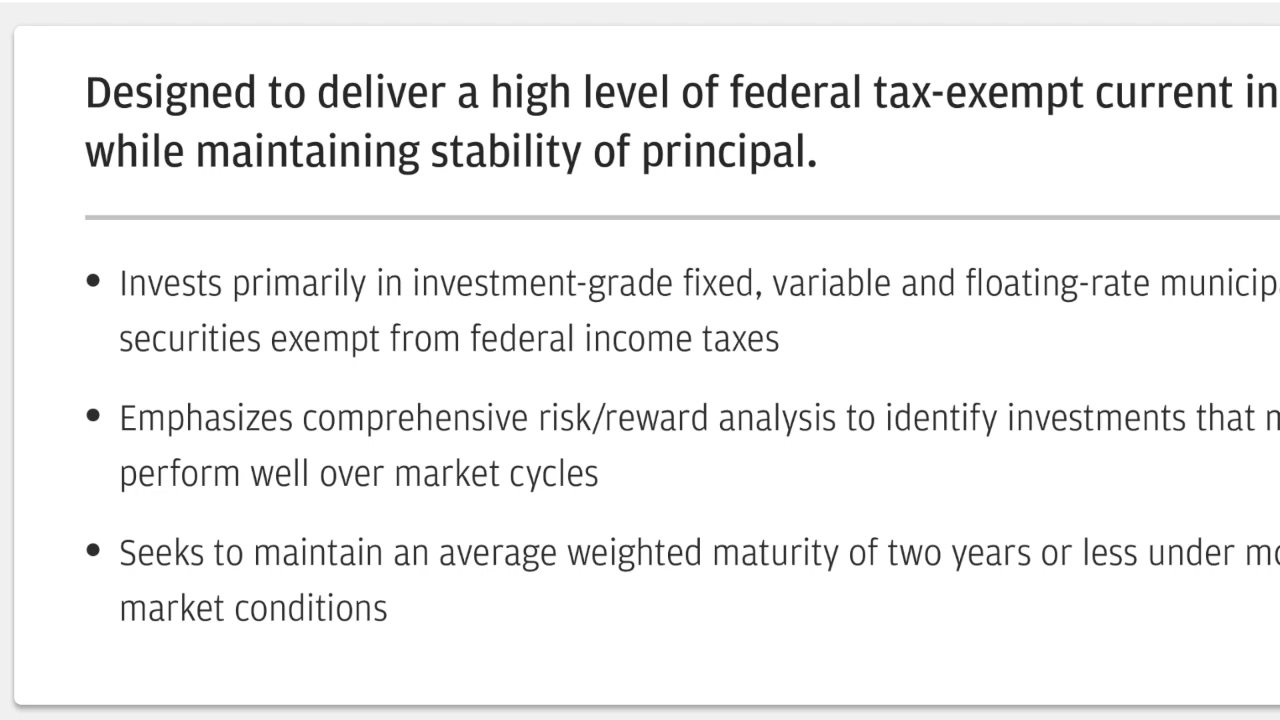 Designed to deliver a high level of federal tax-exempt current in
while maintaining stability of principal.
• Invests primarily in investment-grade fixed, variable and floating-rate municip
securities exempt from federal income taxes
• Emphasizes comprehensive risk/reward analysis to identify investments that
perform well over market cycles
• Seeks to maintain an average weighted maturity of two years or less under
market conditions